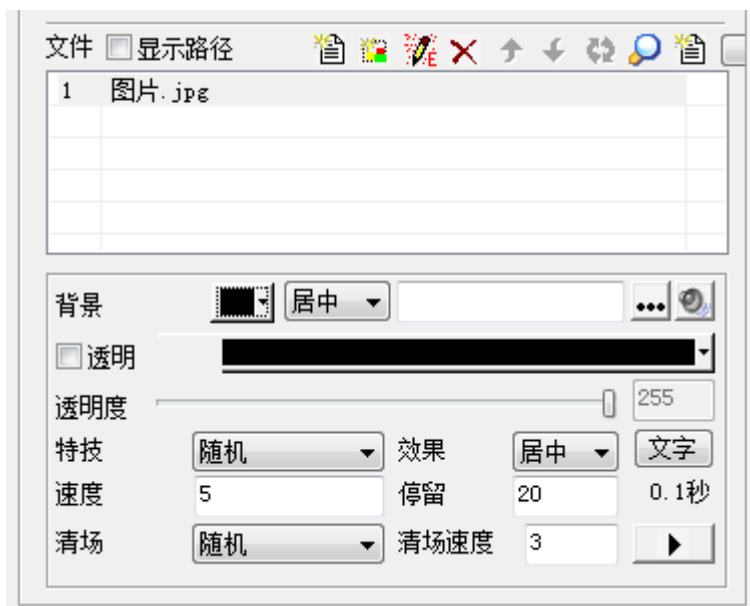 文件 显示路径
1 图片.jpg
背景 居中
透明
透明度 255
特技 随机 效果 居中 文字
速度 5 停留 20 0.1秒
清场 随机 清场速度 3